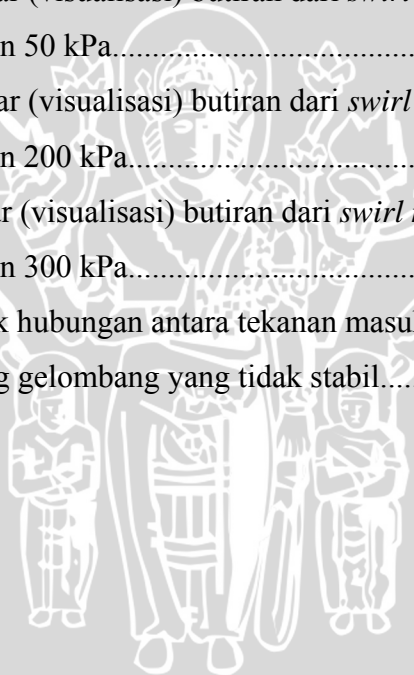 ar (visualisasi) butiran dari swirl
n 50 kPa....................................
ar (visualisasi) butiran dari swirl
n 200 kPa..................................
ar (visualisasi) butiran dari swirl
n 300 kPa..................................
k hubungan antara tekanan masuk
g gelombang yang tidak stabil....